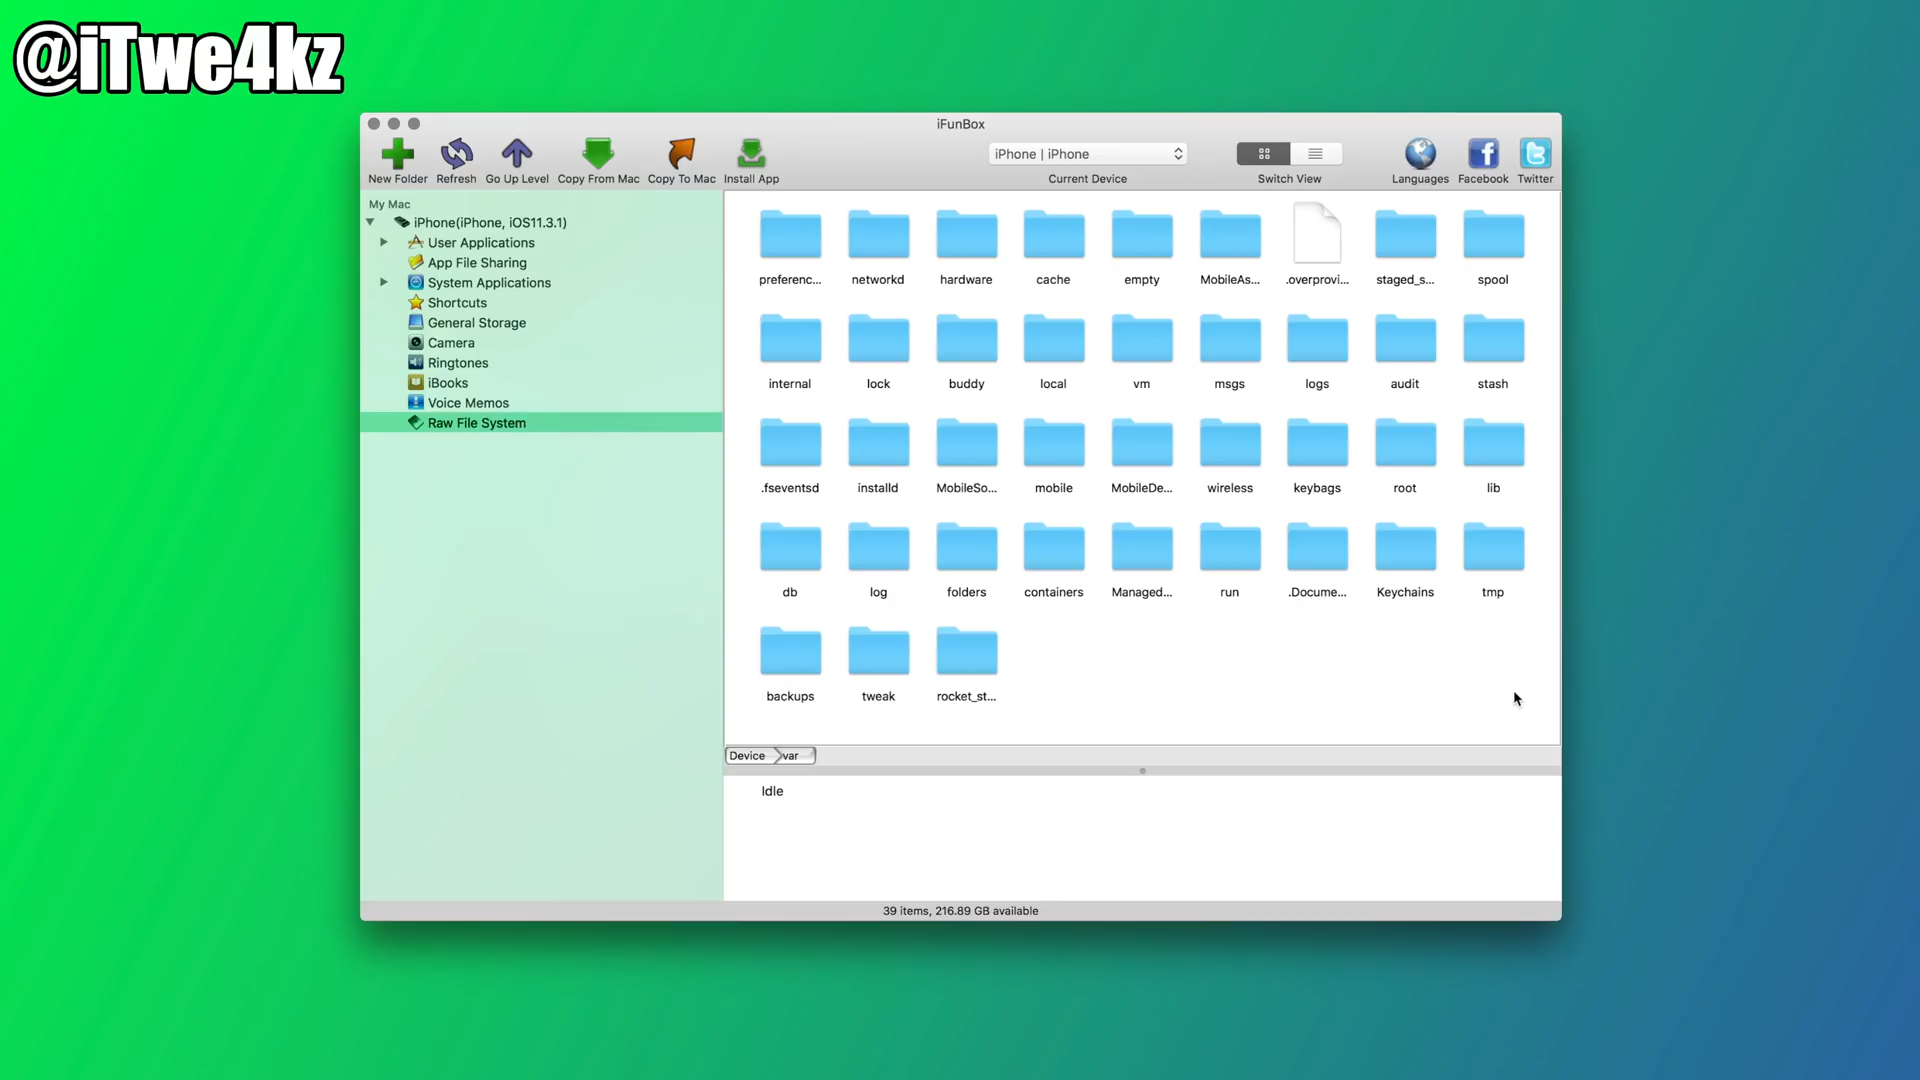 @iTwe4kz
iFunBox
New Folder Refresh Go Up Level Copy From Mac Copy To Mac Install App
iPhone | iPhone
Current Device Switch View Languages Facebook Twitter
My Mac
iPhone(iPhone, iOS11.3.1)
User Applications
App File Sharing
System Applications
Shortcuts
General Storage
Camera
Ringtones
iBooks
Voice Memos
Raw File System
preferenc... networkd hardware cache empty MobileAs... .overprovi... staged_s... spool
internal lock buddy local vm msgs logs audit stash
.fseventsd installd MobileSo... mobile MobileDe... wireless keybags root lib
db log folders containers Managed... run .Docume... Keychains tmp
backups tweak rocket_st...
Device var
Idle
39 items, 216.89 GB available